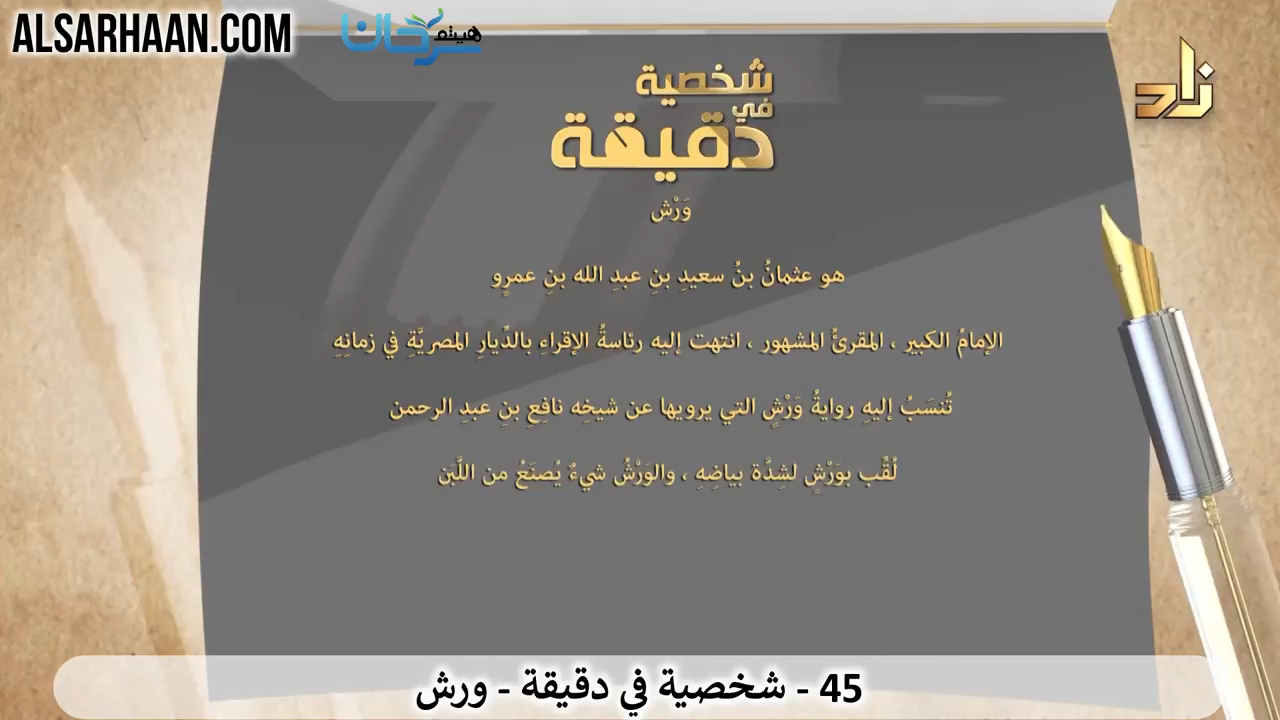 ALSARHAAN.COM
هيثم سرحان
زاد
شخصية
في
دقيقة
وَرْش
هو عثمانُ بنُ سعيدِ بنِ عبدِ الله بنِ عمرٍو
الإمامُ الكبير ، المقرئُ المشهور ، انتهت إليه رئاسةُ الإقراءِ بالدِّيارِ المصريَّةِ في زمانِهِ
تُنسَبُ إليهِ روايةُ وَرْشٍ التي يرويها عن شيخِه نافِعِ بنِ عبدِ الرحمن
لُقِّب بوَرْشٍ لشِدَّة بياضِهِ ، والوَرْشُ شيءٌ يُصنَعُ من اللَّبَن
45 - شخصية في دقيقة - ورش